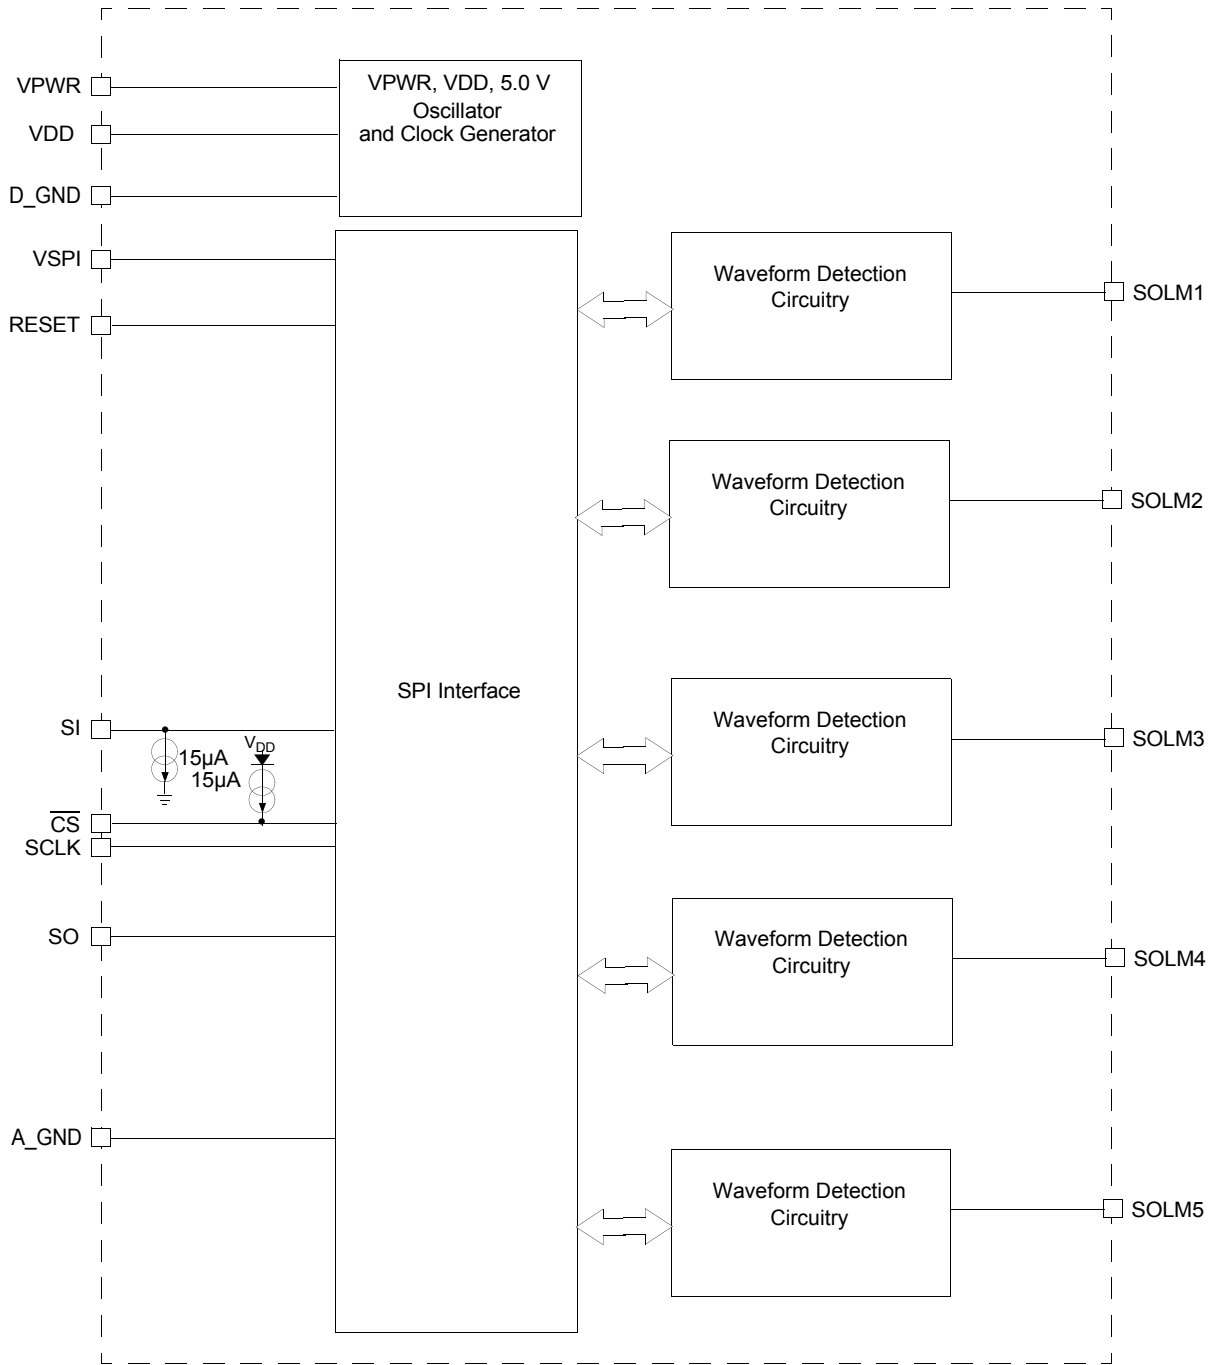 VPWR
VDD
D_GND
VPWR, VDD, 5.0 V
Oscillator
and Clock Generator
VSPI
RESET
SI
15µA
VDD
15µA
CS
SCLK
SO
A_GND
SPI Interface
Waveform Detection
Circuitry
SOLM1
Waveform Detection
Circuitry
SOLM2
Waveform Detection
Circuitry
SOLM3
Waveform Detection
Circuitry
SOLM4
Waveform Detection
Circuitry
SOLM5